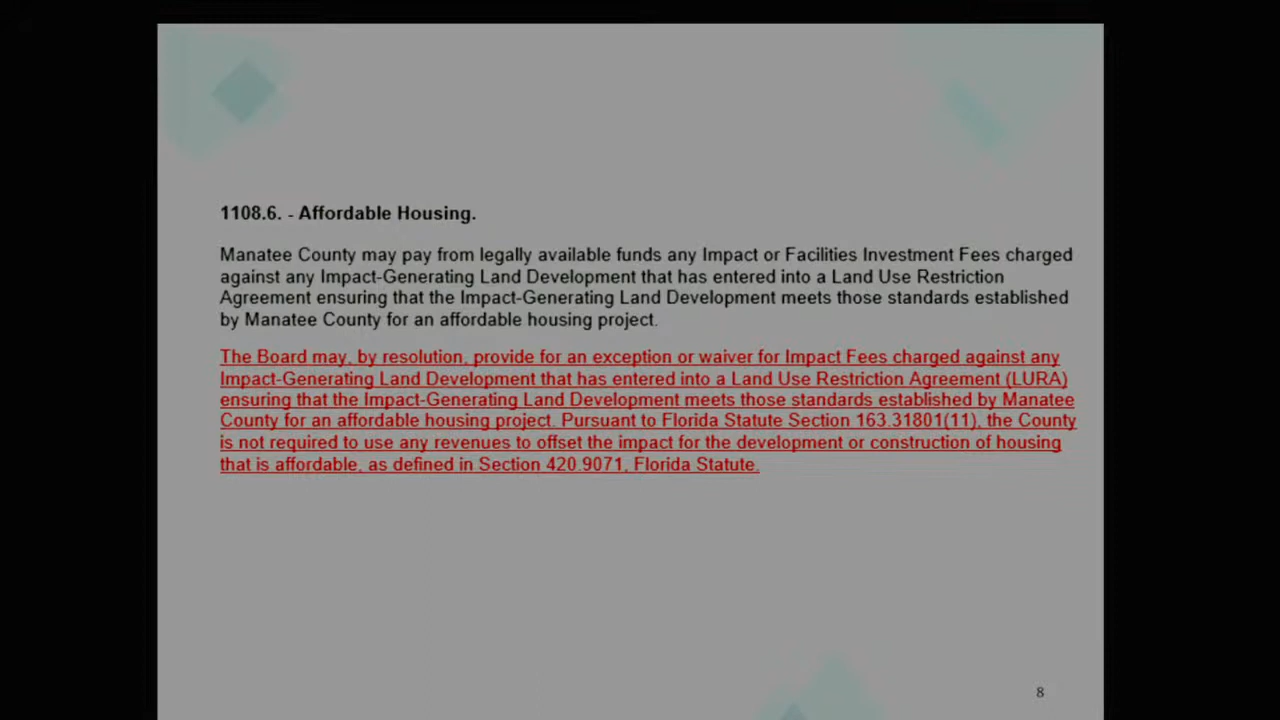 1108.6. - Affordable Housing.
Manatee County may pay from legally available funds any Impact or Facilities Investment Fees charged
against any Impact-Generating Land Development that has entered into a Land Use Restriction
Agreement ensuring that the Impact-Generating Land Development meets those standards established
by Manatee County for an affordable housing project.
The Board may, by resolution, provide for an exception or waiver for Impact Fees charged against any
Impact-Generating Land Development that has entered into a Land Use Restriction Agreement (LURA)
ensuring that the Impact-Generating Land Development meets those standards established by Manatee
County for an affordable housing project. Pursuant to Florida Statute Section 163.31801(11), the County
is not required to use any revenues to offset the impact for the development or construction of housing
that is affordable, as defined in Section 420.9071, Florida Statute.
8